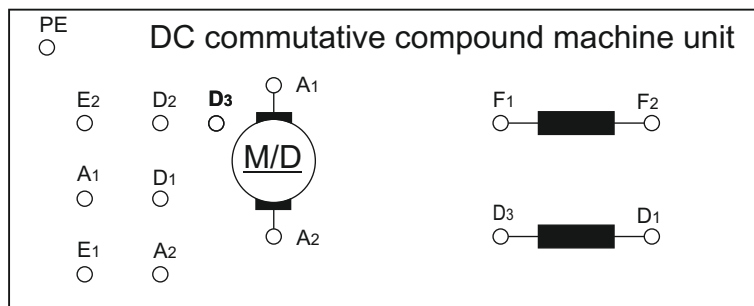 PE
DC commutative compound machine unit
A1
E2 D2 D3
F1 F2
M/D
A1 D1
D3 D1
A2
E1 A2